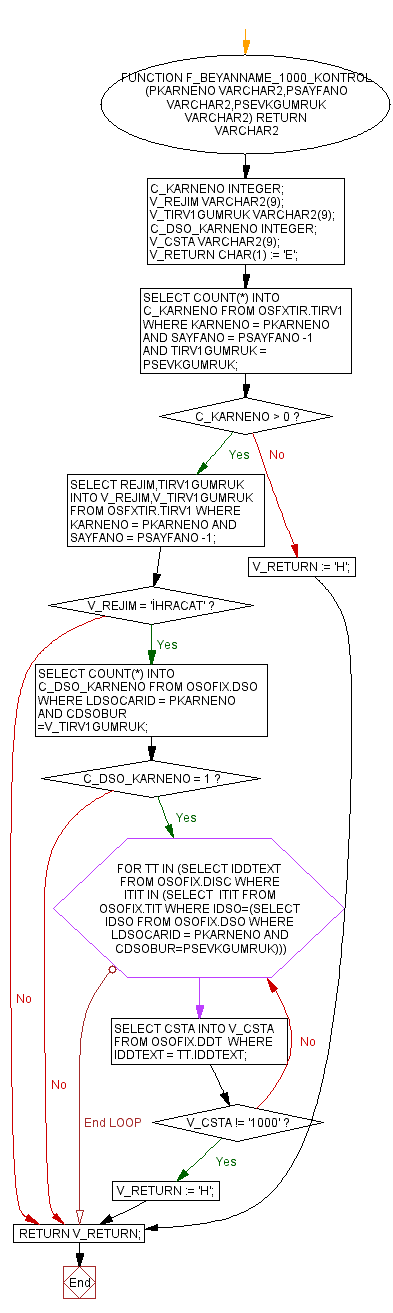 FUNCTION F_BEYANNAME_1000_KONTROL
(PKARNENO VARCHAR2,PSAYFANO
VARCHAR2,PSEVKGUMRUK
VARCHAR2) RETURN
VARCHAR2
C_KARNENO INTEGER;
V_REJIM VARCHAR2(9);
V_TIRV1GUMRUK VARCHAR2(9);
C_DSO_KARNENO INTEGER;
V_CSTA VARCHAR2(9);
V_RETURN CHAR(1) := 'E';
SELECT COUNT(*) INTO
C_KARNENO FROM OSFXTIR.TIRV1
WHERE KARNENO = PKARNENO
AND SAYFANO = PSAYFANO -1
AND TIRV1GUMRUK =
PSEVKGUMRUK;
C_KARNENO > 0 ?
Yes
No
SELECT REJIM,TIRV1GUMRUK
INTO V_REJIM,V_TIRV1GUMRUK
FROM OSFXTIR.TIRV1 WHERE
KARNENO = PKARNENO AND
SAYFANO = PSAYFANO -1;
V_RETURN := 'H';
V_REJIM = 'İHRACAT' ?
Yes
SELECT COUNT(*) INTO
C_DSO_KARNENO FROM OSOFIX.DSO
WHERE LDSOCARID = PKARNENO
AND CDSOBUR
=V_TIRV1GUMRUK;
C_DSO_KARNENO = 1 ?
Yes
FOR TT IN (SELECT IDDTEXT
FROM OSOFIX.DISC WHERE
ITIT IN (SELECT  ITIT FROM
OSOFIX.TIT WHERE IDSO=(SELECT
IDSO FROM OSOFIX.DSO WHERE
LDSOCARID = PKARNENO AND
CDSOBUR=PSEVKGUMRUK)))
No
SELECT CSTA INTO V_CSTA
FROM OSOFIX.DDT  WHERE
IDDTEXT = TT.IDDTEXT;
No
No
End LOOP
V_CSTA != '1000' ?
Yes
V_RETURN := 'H';
RETURN V_RETURN;
End